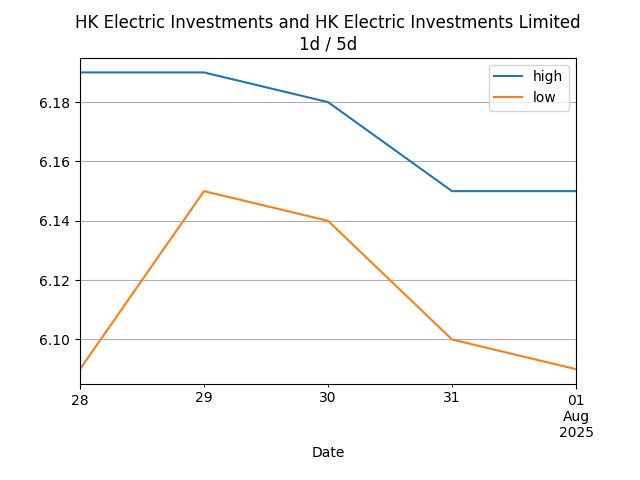 HK Electric Investments and HK Electric Investments Limited
1d / 5d
high
low
6.18
6.16
6.14
6.12
6.10
28
29
30
31
01
Aug
2025
Date